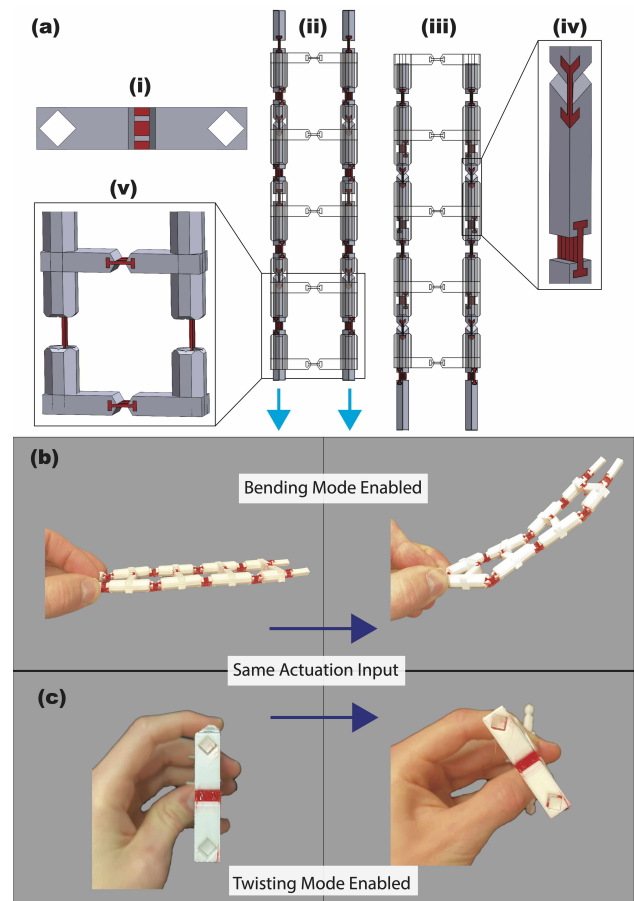 (a)
(i)
(ii)
(iii)
(iv)
(v)
(b)
Bending Mode Enabled
Same Actuation Input
(c)
Twisting Mode Enabled